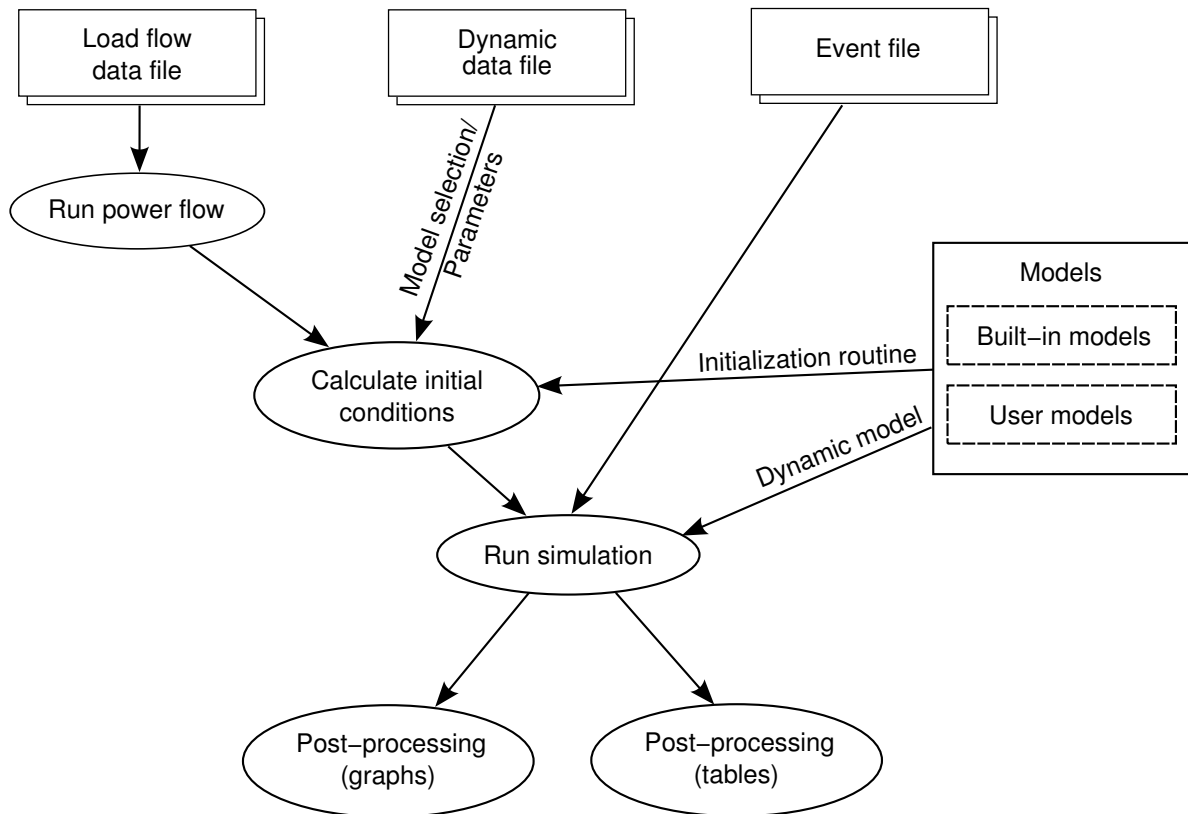 Load flow
data file
Dynamic
data file
Event file
Model selection/
Parameters
Run power flow
Models
Built−in models
User models
Initialization routine
Calculate initial
conditions
Dynamic model
Run simulation
Post−processing
(graphs)
Post−processing
(tables)